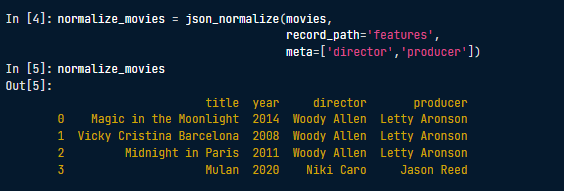 In [4]: normalize_movies = json_normalize(movies,
record_path='features',
meta=['director','producer'])
In [5]: normalize_movies
Out[5]:
title year director producer
0 Magic in the Moonlight 2014 Woody Allen Letty Aronson
1 Vicky Cristina Barcelona 2008 Woody Allen Letty Aronson
2 Midnight in Paris 2011 Woody Allen Letty Aronson
3 Mulan 2020 Niki Caro Jason Reed